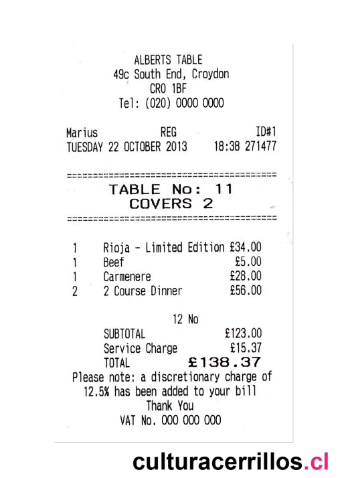 ALBERTS TABLE
49c South End, Croydon
CR0 1BF
Tel: (020) 0000 0000
Marius REG ID#1
TUESDAY 22 OCTOBER 2013 18:38 271477
========================================
TABLE No: 11
COVERS 2
========================================
1 Rioja - Limited Edition £34.00
1 Beef £5.00
1 Carmenere £28.00
2 2 Course Dinner £56.00
12 No
SUBTOTAL £123.00
Service Charge £15.37
TOTAL £138.37
Please note: a discretionary charge of
12.5% has been added to your bill
Thank You
VAT No. 000 000 000
culturacerrillos.cl